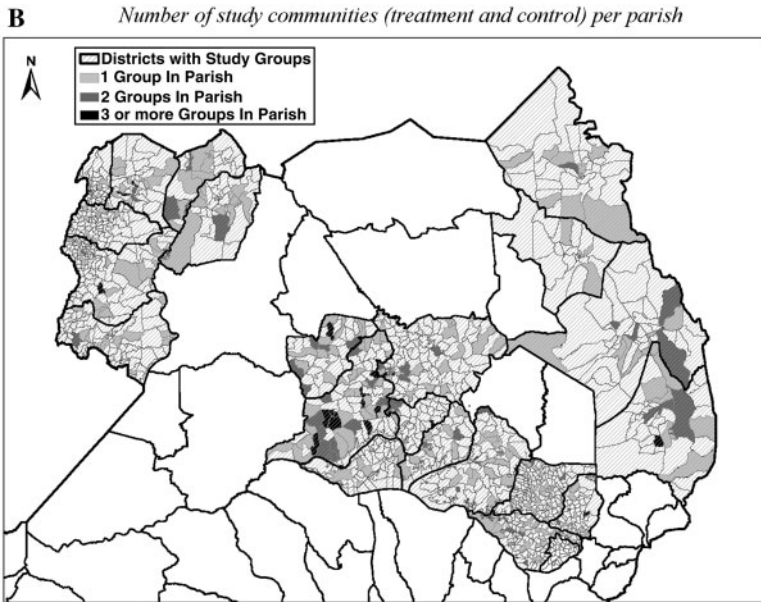 B
Number of study communities (treatment and control) per parish
N
Districts with Study Groups
1 Group In Parish
2 Groups In Parish
3 or more Groups In Parish